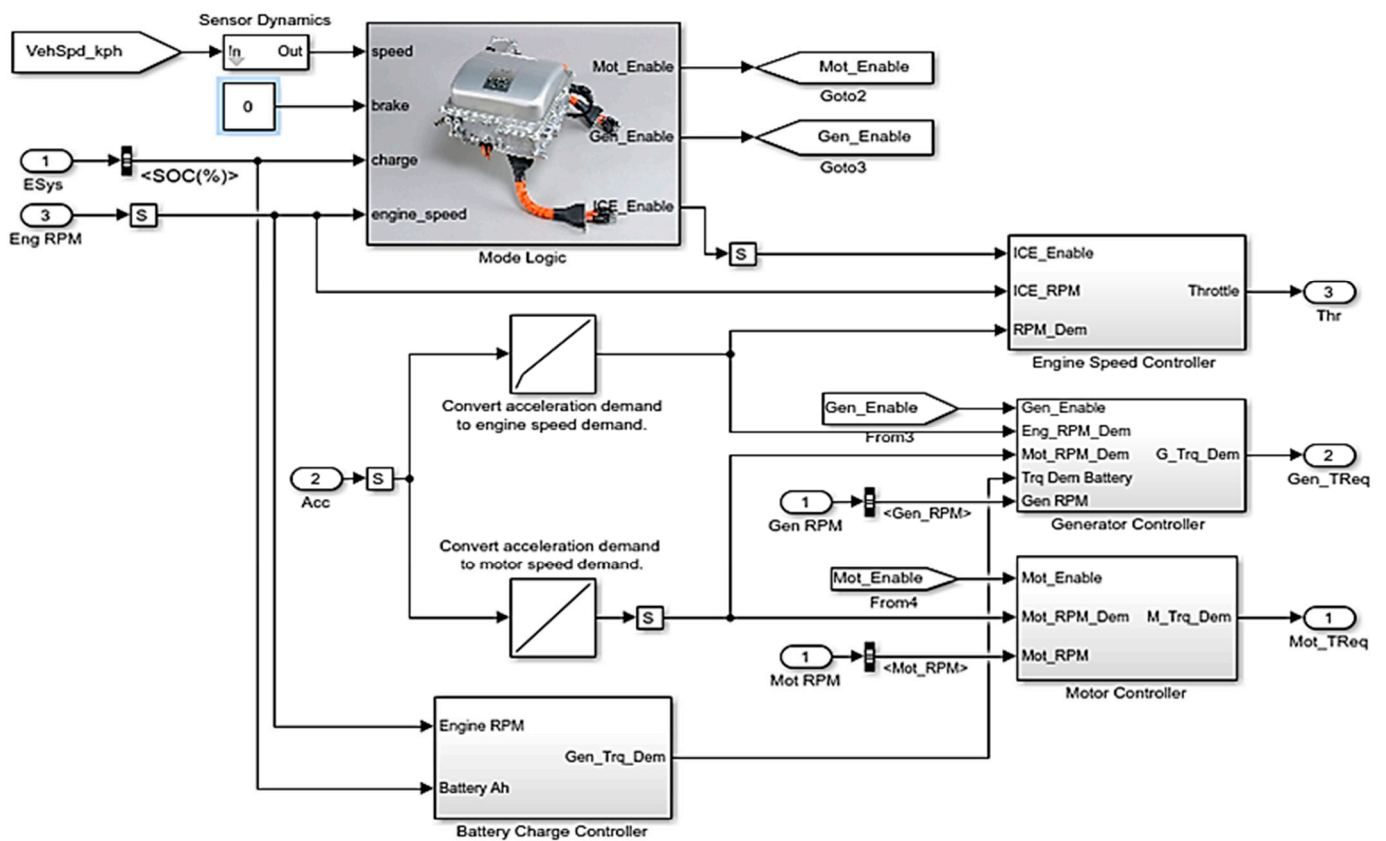 Sensor Dynamics
VehSpd_kph
In
Out
speed
Mot_Enable
Mot_Enable
Goto2
0
brake
Gen_Enable
Gen_Enable
Goto3
1
ESys
<SOC(%)>
charge
3
Eng RPM
S
engine_speed
ICE_Enable
Mode Logic
S
ICE_Enable
ICE_RPM
RPM_Dem
Throttle
3
Thr
Engine Speed Controller
Convert acceleration demand
to engine speed demand.
Gen_Enable
From3
Gen_Enable
Eng_RPM_Dem
Mot_RPM_Dem
Trq Dem Battery
Gen RPM
G_Trq_Dem
2
Gen_TReq
Generator Controller
2
Acc
S
1
Gen RPM
<Gen_RPM>
Convert acceleration demand
to motor speed demand.
S
Mot_Enable
From4
Mot_Enable
Mot_RPM_Dem
Mot_RPM
M_Trq_Dem
1
Mot_TReq
Motor Controller
1
Mot RPM
<Mot_RPM>
Engine RPM
Gen_Trq_Dem
Battery Ah
Battery Charge Controller